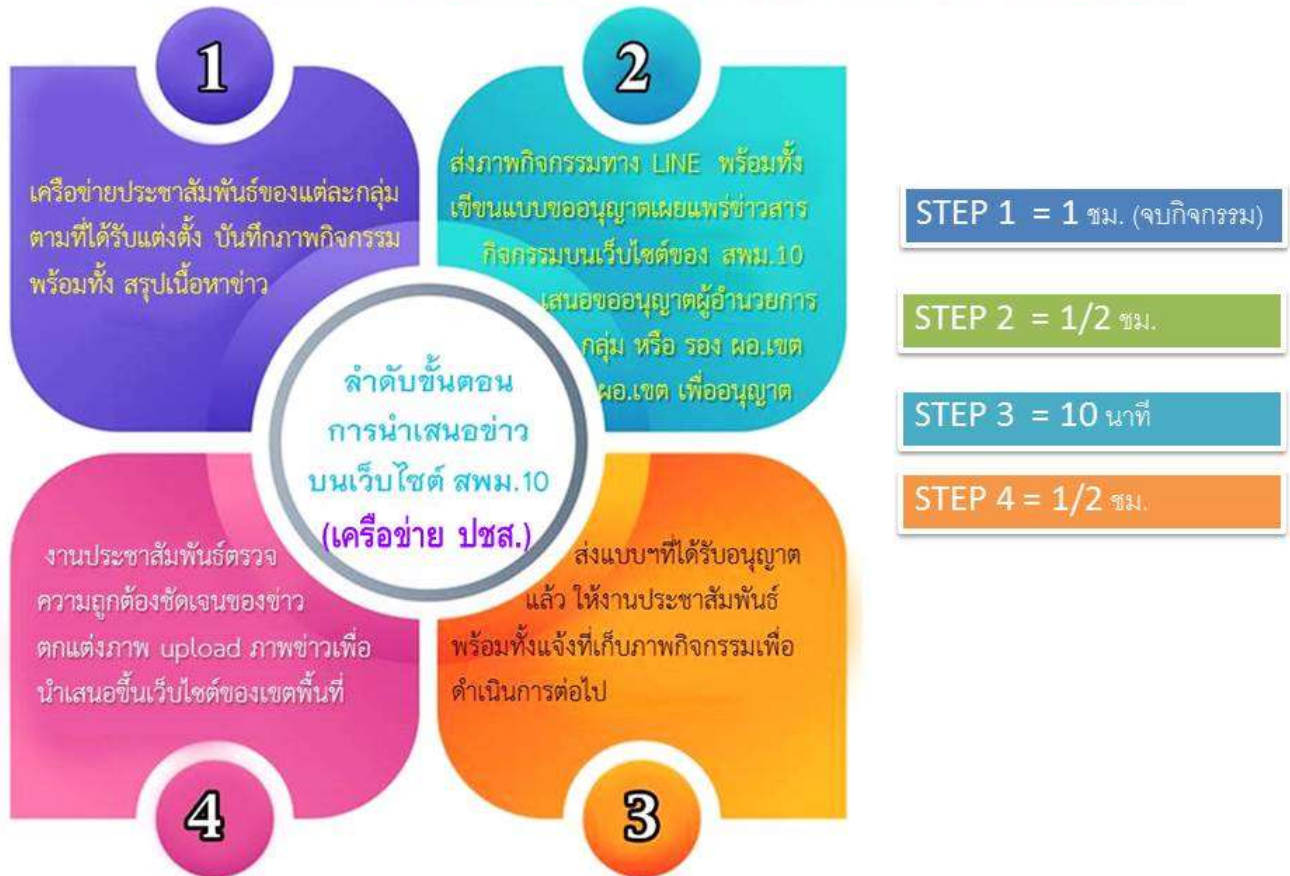 1
เครือข่ายประชาสัมพันธ์ของแต่ละกลุ่ม
ตามที่ได้รับแต่งตั้ง บันทึกภาพกิจกรรม
พร้อมทั้ง สรุปเนื้อหาข่าว
2
ส่งภาพกิจกรรมทาง LINE พร้อมทั้ง
เขียนแบบขออนุญาตเผยแพร่ข่าวสาร
กิจกรรมบนเว็บไซต์ของ สพม.10
เสนอขออนุญาตผู้อำนวยการ
กลุ่ม หรือ รอง ผอ.เขต
ผอ.เขต เพื่ออนุญาต
ลำดับขั้นตอน
การนำเสนอข่าว
บนเว็บไซต์ สพม.10
(เครือข่าย ปชส.)
ส่งแบบฯที่ได้รับอนุญาต
แล้ว ให้งานประชาสัมพันธ์
พร้อมทั้งแจ้งที่เก็บภาพกิจกรรมเพื่อ
ดำเนินการต่อไป
3
งานประชาสัมพันธ์ตรวจ
ความถูกต้องชัดเจนของข่าว
ตกแต่งภาพ upload ภาพข่าวเพื่อ
นำเสนอขึ้นเว็บไซต์ของเขตพื้นที่
4
STEP 1 = 1 ชม. (จบกิจกรรม)
STEP 2 = 1/2 ชม.
STEP 3 = 10 นาที
STEP 4 = 1/2 ชม.